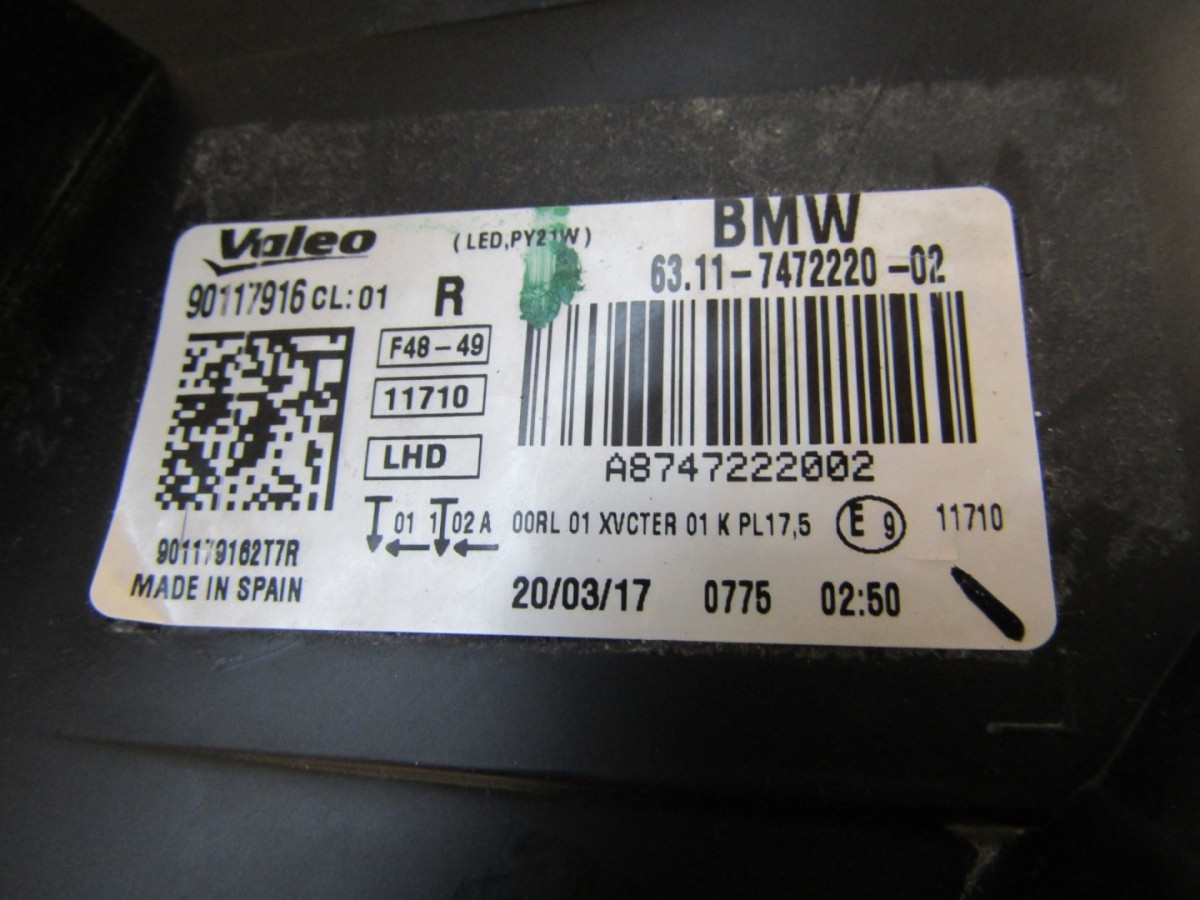 Valeo
(LED,PY21W)
BMW
90117916 CL:01
R
63.11-7472220-02
F48-49
11710
LHD
A8747222002
01 1 02 A 00RL 01 XVCTER 01 K PL17,5 E 9 11710
901179162T7R
MADE IN SPAIN
20/03/17 0775 02:50